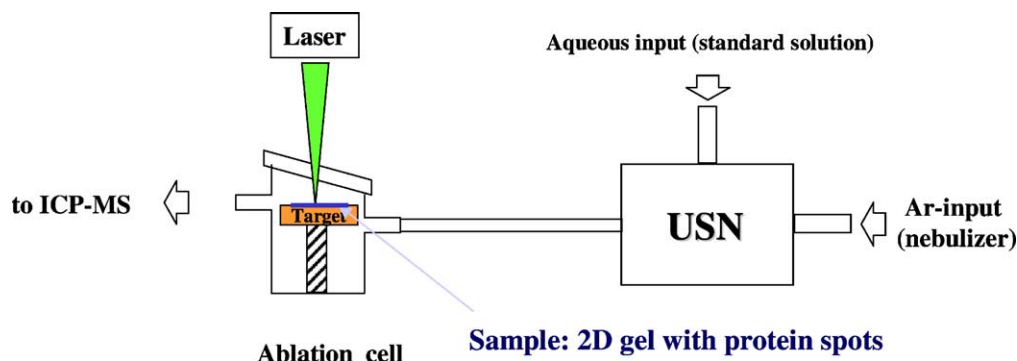 Laser
Aqueous input (standard solution)
to ICP-MS
Target
USN
Ar-input
(nebulizer)
Sample: 2D gel with protein spots
Ablation cell